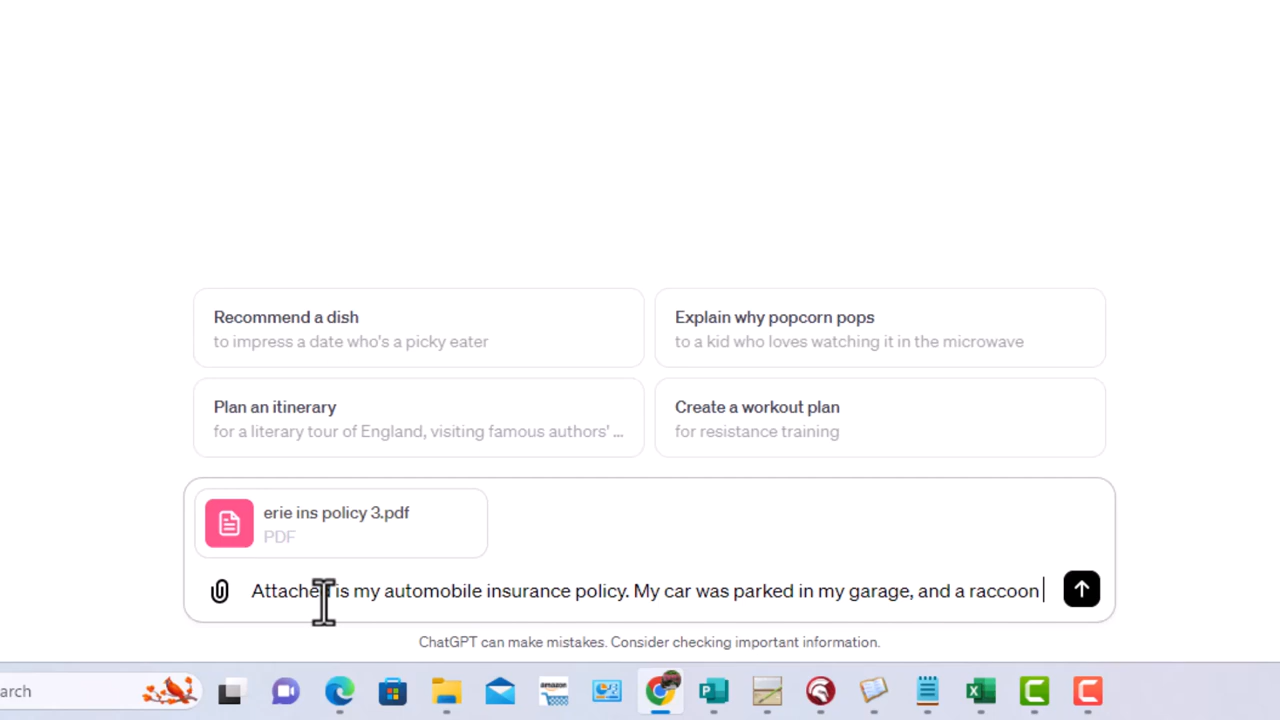 Recommend a dish
to impress a date who's a picky eater
Explain why popcorn pops
to a kid who loves watching it in the microwave
Plan an itinerary
for a literary tour of England, visiting famous authors' ...
Create a workout plan
for resistance training
erie ins policy 3.pdf
PDF
Attached is my automobile insurance policy. My car was parked in my garage, and a raccoon
ChatGPT can make mistakes. Consider checking important information.
arch
amazon